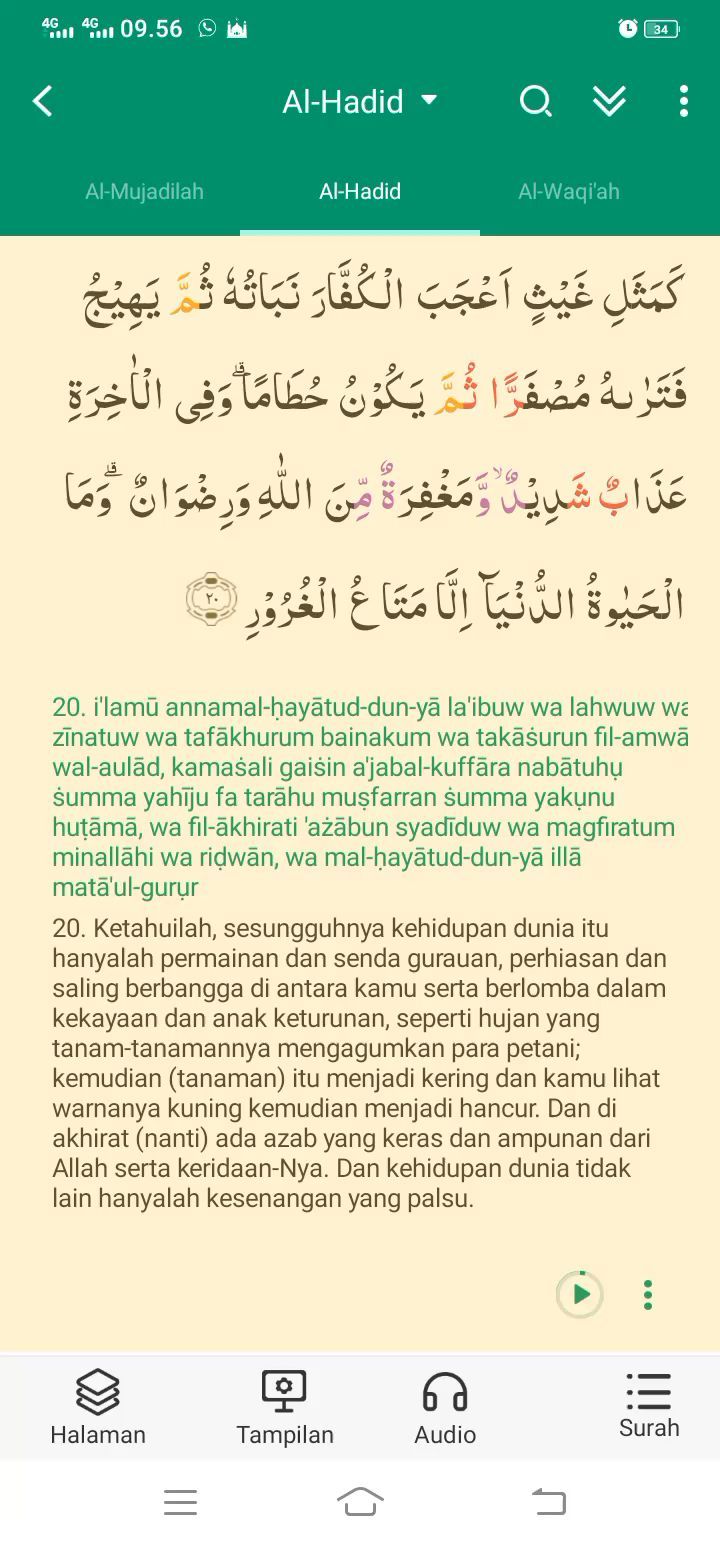 4G 4G 09.56 34
Al-Hadid
Al-Mujadilah Al-Hadid Al-Waqi'ah
كَمَثَلِ غَيْثٍ اَعْجَبَ الْكُفَّارَ نَبَاتُهٗ ثُمَّ يَهِيْجُ
فَتَرٰىهُ مُصْفَرًّا ثُمَّ يَكُوْنُ حُطَامًاۗ وَفِى الْاٰخِرَةِ
عَذَابٌ شَدِيْدٌۙ وَّمَغْفِرَةٌ مِّنَ اللّٰهِ وَرِضْوَانٌ ۗوَمَا
الْحَيٰوةُ الدُّنْيَآ اِلَّا مَتَاعُ الْغُرُوْرِ ٢٠
20. i'lamū annamal-ḥayātud-dun-yā la'ibuw wa lahwuw wa
zīnatuw wa tafākhurum bainakum wa takāṡurun fil-amwā
wal-aulād, kamaṡali gaiṡin a'jabal-kuffāra nabātuhụ
ṡumma yahīju fa tarāhu muṣfarran ṡumma yakụnu
huṭāmā, wa fil-ākhirati 'ażābun syadīduw wa magfiratum
minallāhi wa riḍwān, wa mal-ḥayātud-dun-yā illā
matā'ul-gurụr
20. Ketahuilah, sesungguhnya kehidupan dunia itu
hanyalah permainan dan senda gurauan, perhiasan dan
saling berbangga di antara kamu serta berlomba dalam
kekayaan dan anak keturunan, seperti hujan yang
tanam-tanamannya mengagumkan para petani;
kemudian (tanaman) itu menjadi kering dan kamu lihat
warnanya kuning kemudian menjadi hancur. Dan di
akhirat (nanti) ada azab yang keras dan ampunan dari
Allah serta keridaan-Nya. Dan kehidupan dunia tidak
lain hanyalah kesenangan yang palsu.
Halaman Tampilan Audio Surah